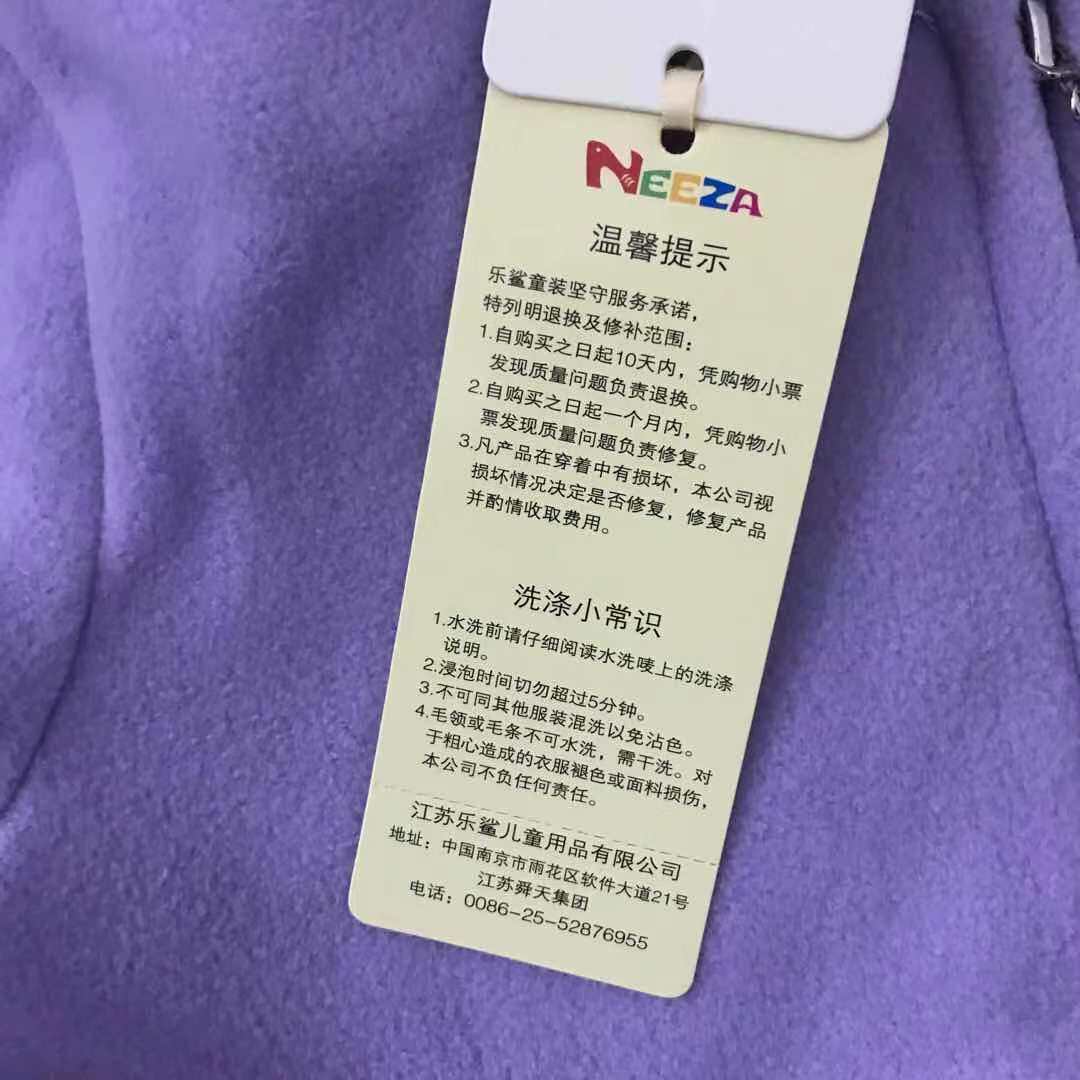 NEEZA
温馨提示
乐鲨童装坚守服务承诺，
特列明退换及修补范围：
1.自购买之日起10天内，凭购物小票
发现质量问题负责退换。
2.自购买之日起一个月内，凭购物小
票发现质量问题负责修复。
3.凡产品在穿着中有损坏，本公司视
损坏情况决定是否修复，修复产品
并酌情收取费用。
洗涤小常识
1.水洗前请仔细阅读水洗唛上的洗涤
说明。
2.浸泡时间切勿超过5分钟。
3.不可同其他服装混洗以免沾色。
4.毛领或毛条不可水洗，需干洗。对
于粗心造成的衣服褪色或面料损伤，
本公司不负任何责任。
江苏乐鲨儿童用品有限公司
地址：中国南京市雨花区软件大道21号
江苏舜天集团
电话：0086-25-52876955